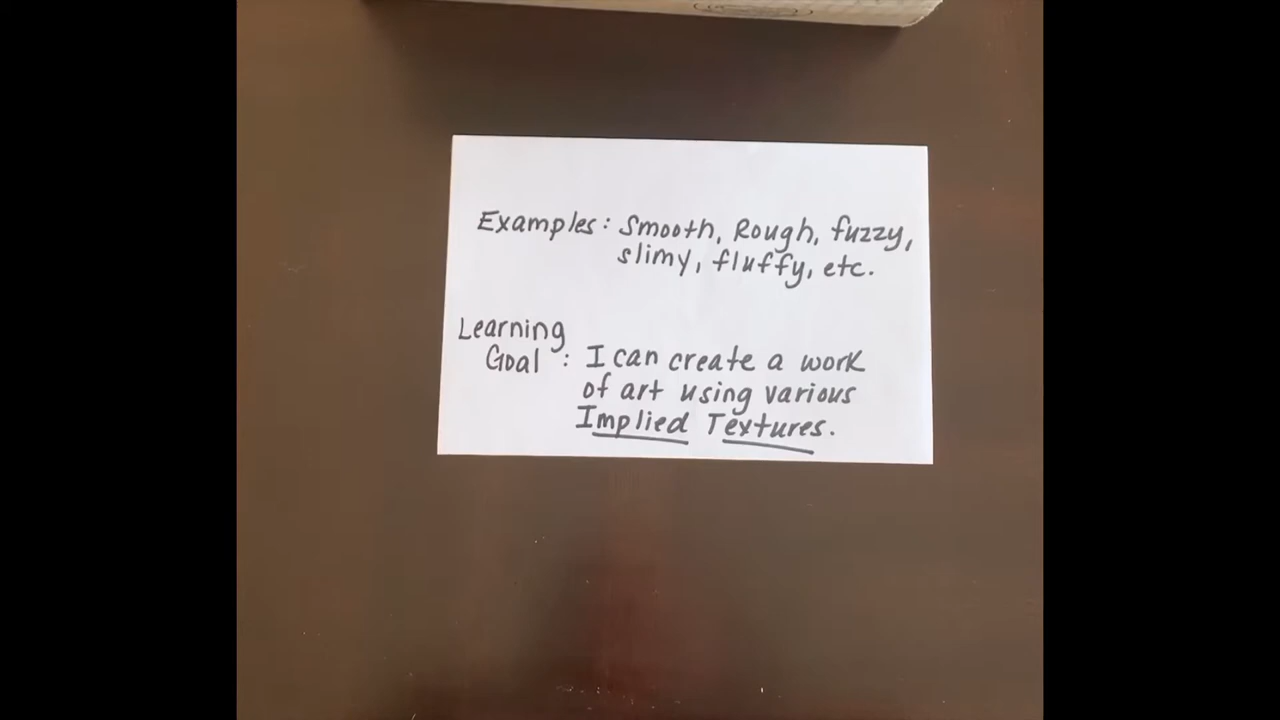 Examples: Smooth, Rough, fuzzy,
slimy, fluffy, etc.
Learning
Goal : I can create a work
of art using various
Implied Textures.